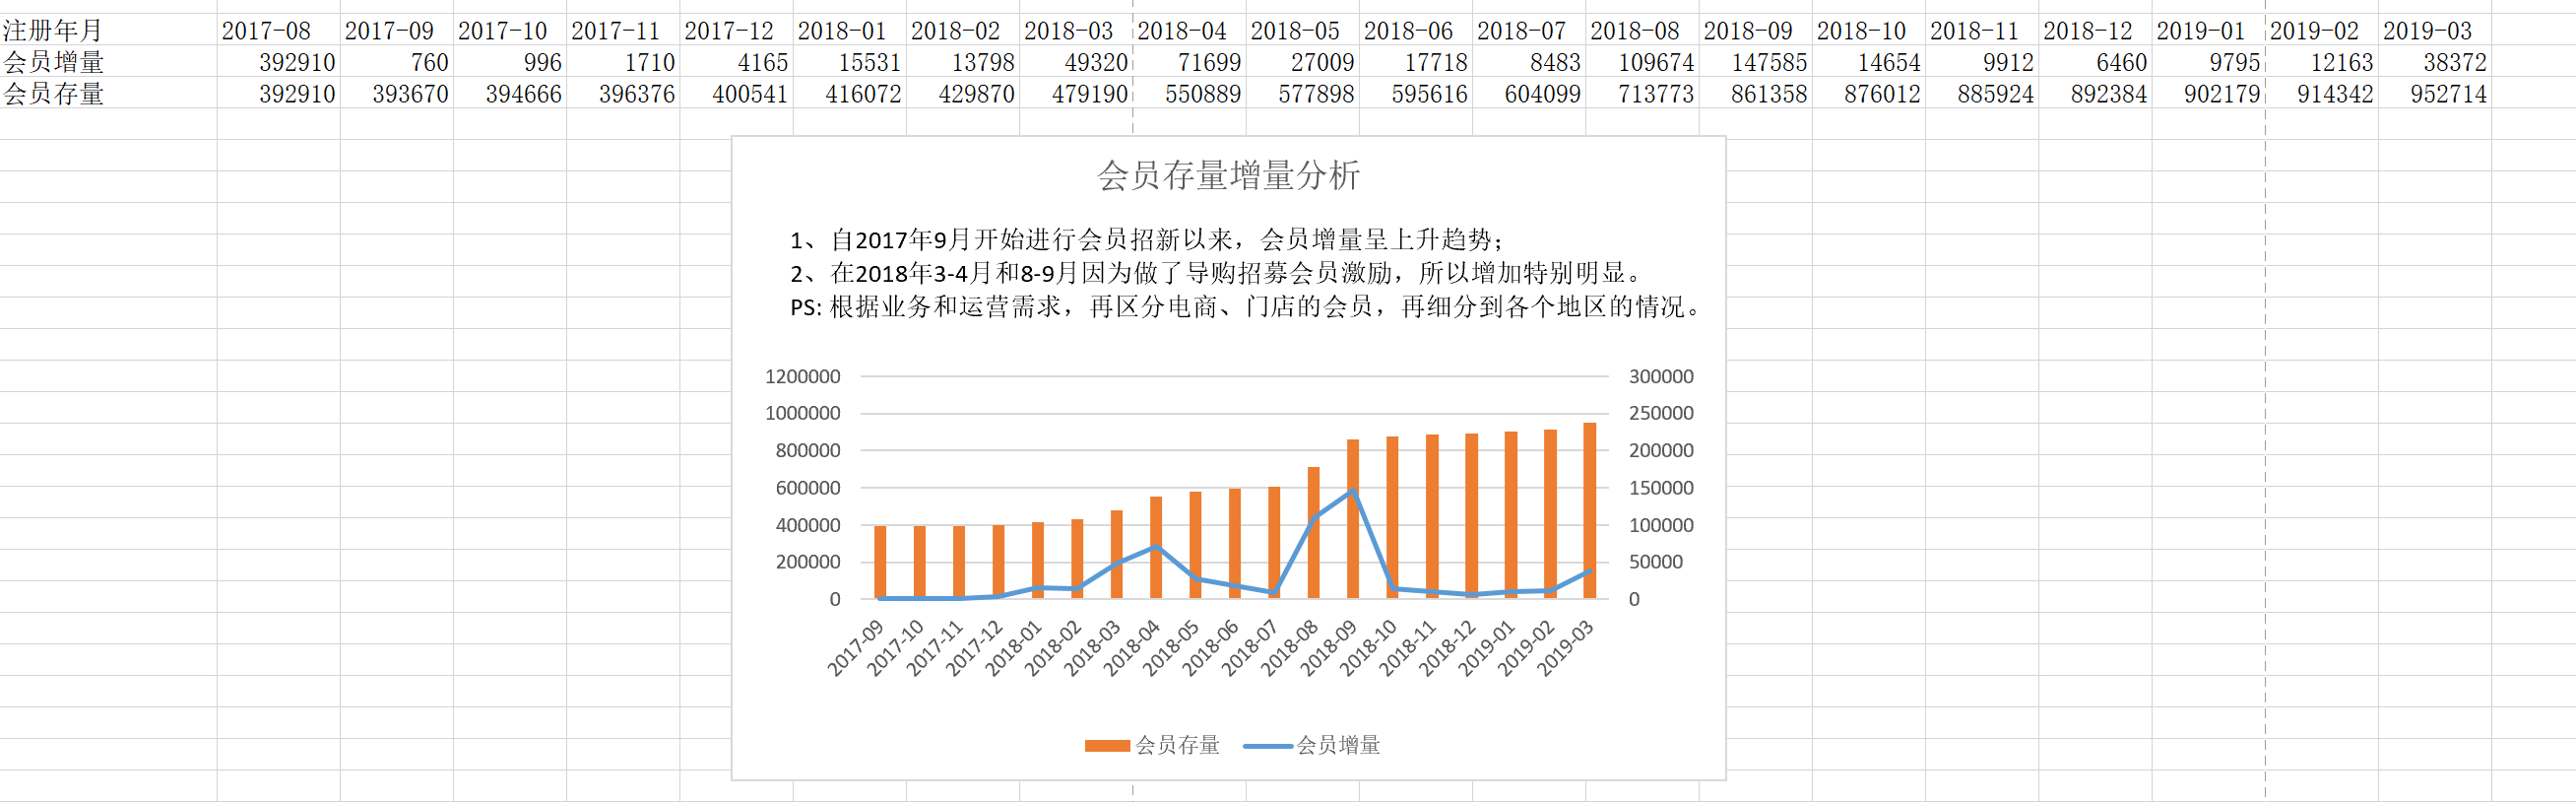 注册年月 2017-08 2017-09 2017-10 2017-11 2017-12 2018-01 2018-02 2018-03 2018-04 2018-05 2018-06 2018-07 2018-08 2018-09 2018-10 2018-11 2018-12 2019-01 2019-02 2019-03
会员增量 392910 760 996 1710 4165 15531 13798 49320 71699 27009 17718 8483 109674 147585 14654 9912 6460 9795 12163 38372
会员存量 392910 393670 394666 396376 400541 416072 429870 479190 550889 577898 595616 604099 713773 861358 876012 885924 892384 902179 914342 952714
会员存量增量分析
1、自2017年9月开始进行会员招新以来，会员增量呈上升趋势；
2、在2018年3-4月和8-9月因为做了导购招募会员激励，所以增加特别明显。
PS: 根据业务和运营需求，再区分电商、门店的会员，再细分到各个地区的情况。
1200000 300000
1000000 250000
800000 200000
600000 150000
400000 100000
200000 50000
0 0
2017-09 2017-10 2017-11 2017-12 2018-01 2018-02 2018-03 2018-04 2018-05 2018-06 2018-07 2018-08 2018-09 2018-10 2018-11 2018-12 2019-01 2019-02 2019-03
会员存量 会员增量